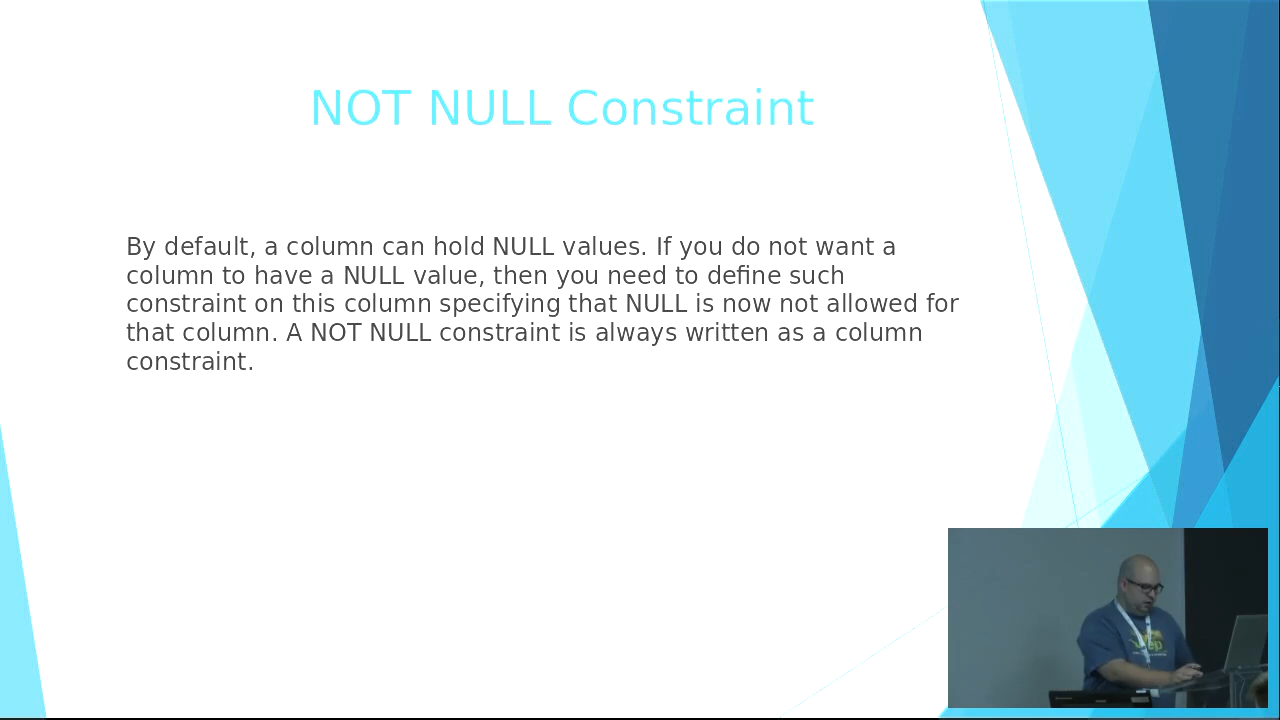 NOT NULL Constraint
By default, a column can hold NULL values. If you do not want a
column to have a NULL value, then you need to define such
constraint on this column specifying that NULL is now not allowed for
that column. A NOT NULL constraint is always written as a column
constraint.